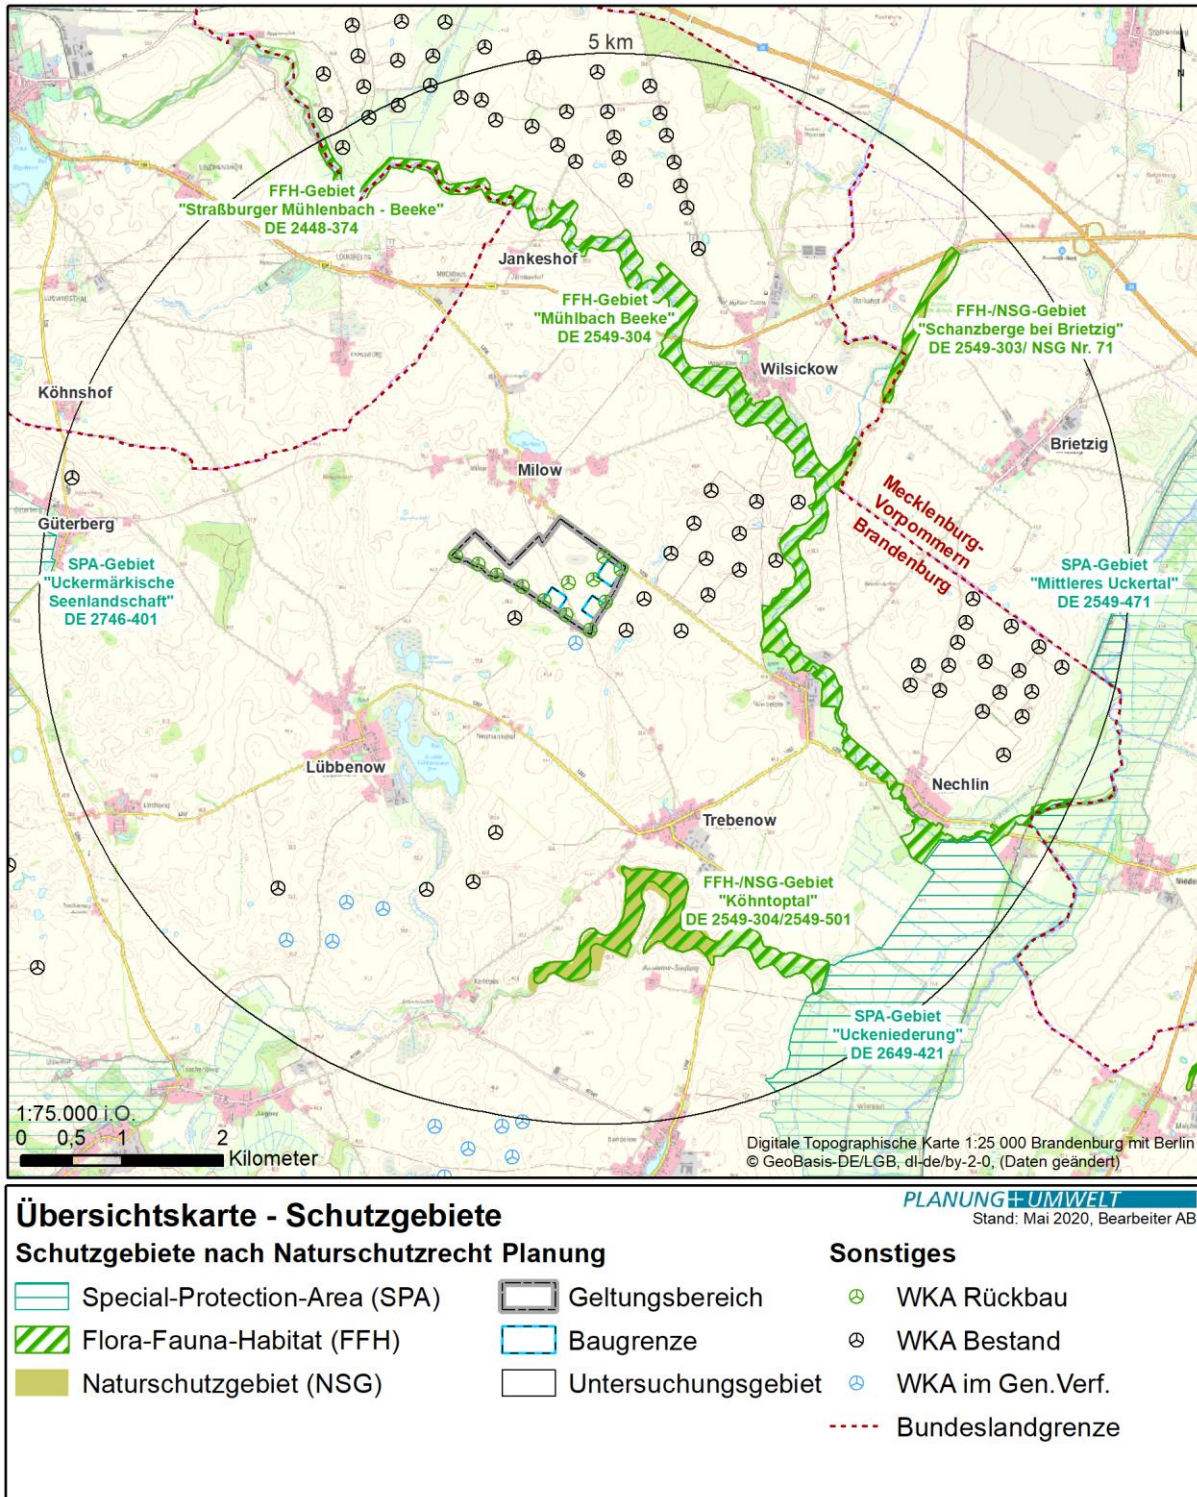 5 km
N
FFH-Gebiet
"Straßburger Mühlenbach - Beeke"
DE 2448-374
Jankeshof
FFH-Gebiet
"Mühlbach Beeke"
DE 2549-304
FFH-/NSG-Gebiet
"Schanzberge bei Brietzig"
DE 2549-303/ NSG Nr. 71
Wilsickow
Köhnshof
Brietzig
Milow
Mecklenburg-
Vorpommern
Brandenburg
Güterberg
SPA-Gebiet
"Uckermärkische
Seenlandschaft"
DE 2746-401
SPA-Gebiet
"Mittleres Uckertal"
DE 2549-471
Lübbenow
Nechlin
Trebenow
FFH-/NSG-Gebiet
"Köhntoptal"
DE 2549-304/2549-501
SPA-Gebiet
"Uckeniederung"
DE 2649-421
1:75.000 i.O.
0 0,5 1 2
Kilometer
Digitale Topographische Karte 1:25 000 Brandenburg mit Berlin
© GeoBasis-DE/LGB, dl-de/by-2-0, (Daten geändert)
Übersichtskarte - Schutzgebiete
PLANUNG+UMWELT
Stand: Mai 2020, Bearbeiter AB
Schutzgebiete nach Naturschutzrecht
Special-Protection-Area (SPA)
Flora-Fauna-Habitat (FFH)
Naturschutzgebiet (NSG)
Planung
Geltungsbereich
Baugrenze
Untersuchungsgebiet
Sonstiges
WKA Rückbau
WKA Bestand
WKA im Gen.Verf.
Bundeslandgrenze